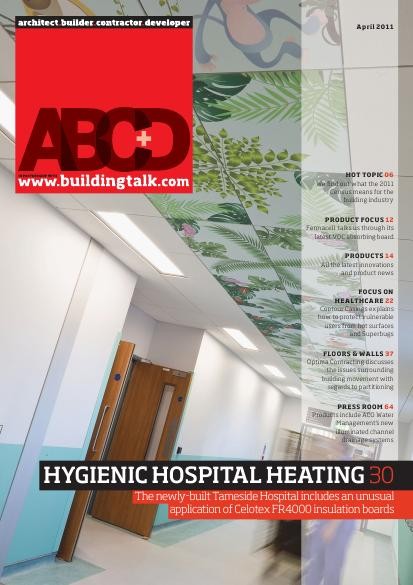 architect builder contractor developer
ABC+D
www.buildingtalk.com
April 2011
HOT TOPIC 06
We find out what the 2011
Census means for the
building industry
PRODUCT FOCUS 12
Fermacell talks us through its
latest VOC absorbing board
PRODUCTS 14
All the latest innovations
and product news
FOCUS ON
HEALTHCARE 22
Contour Casings explains
how to protect vulnerable
users from hot surfaces
and Superbugs
FLOORS & WALLS 37
Optima Contracting discusses
the issues surrounding
building movement with
regards to partitioning
PRESS ROOM 64
Products include ACO Water
Management's new
illuminated channel
drainage systems
HYGIENIC HOSPITAL HEATING 30
The newly-built Tameside Hospital includes an unusual
application of Celotex FR4000 insulation boards